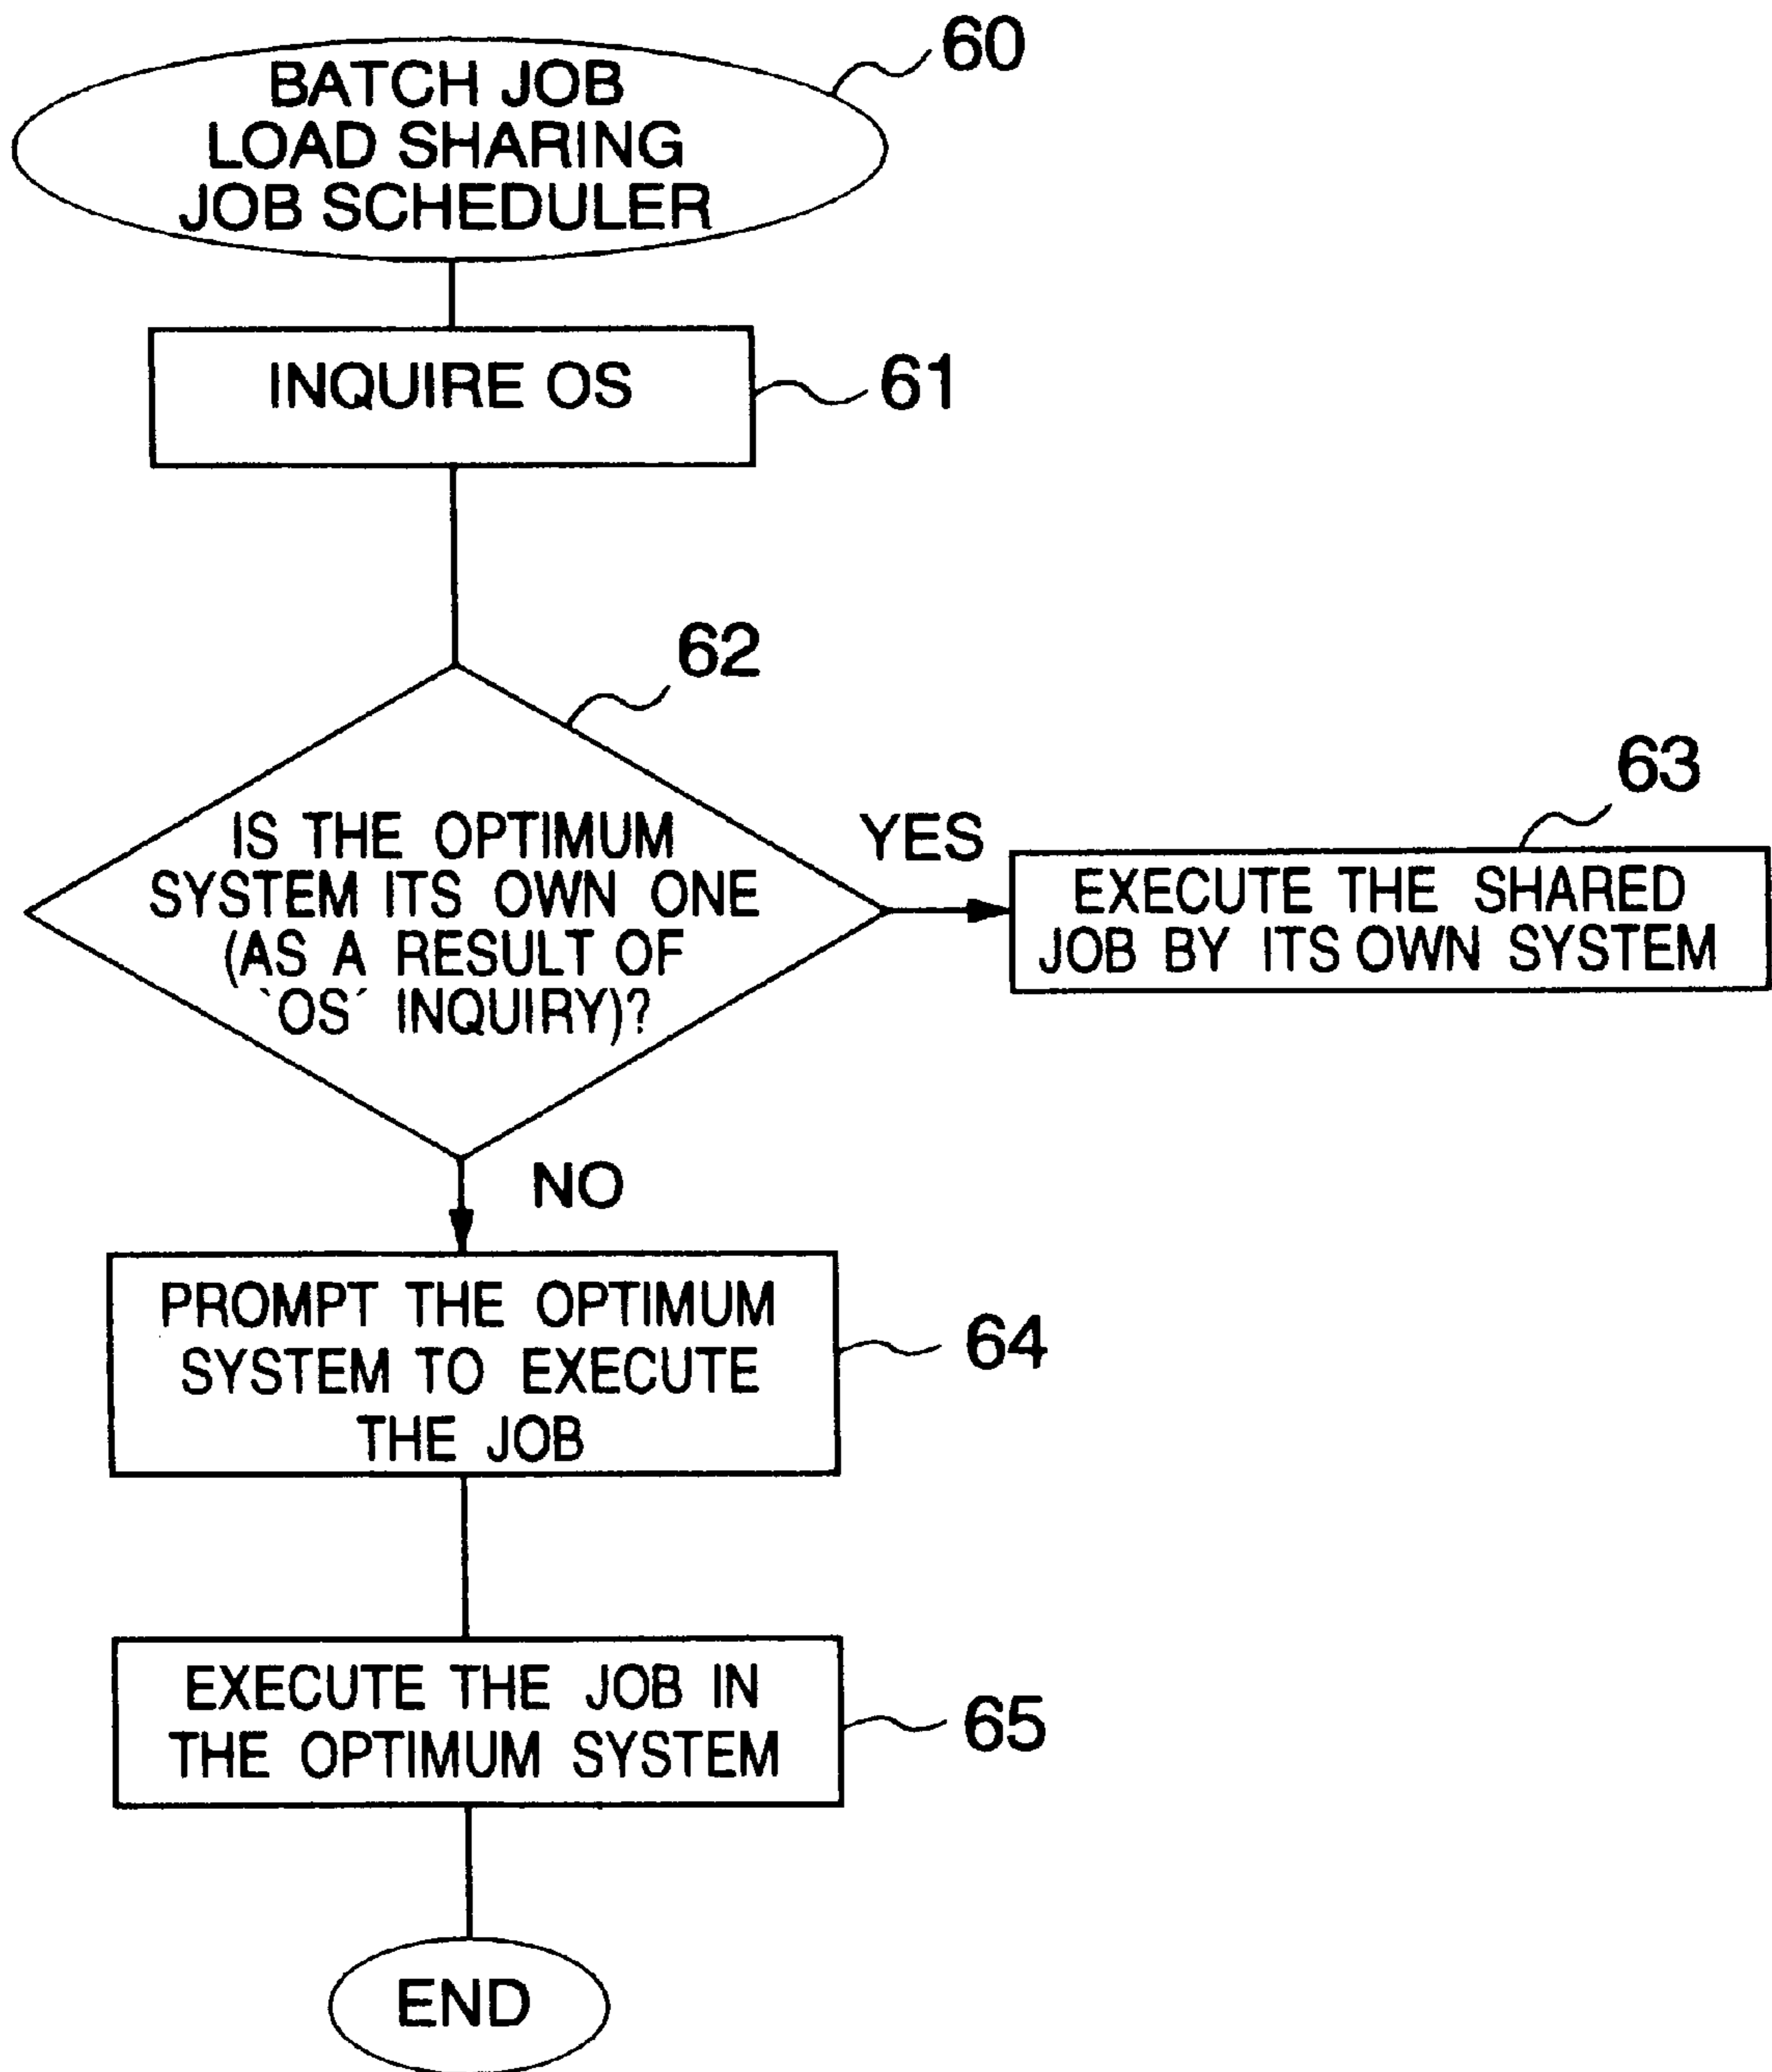 60
BATCH JOB
LOAD SHARING
JOB SCHEDULER
INQUIRE OS
61
62
IS THE OPTIMUM
SYSTEM ITS OWN ONE
(AS A RESULT OF
`OS´ INQUIRY)?
YES
63
EXECUTE THE SHARED
JOB BY ITS OWN SYSTEM
NO
PROMPT THE OPTIMUM
SYSTEM TO EXECUTE
THE JOB
64
EXECUTE THE JOB IN
THE OPTIMUM SYSTEM
65
END